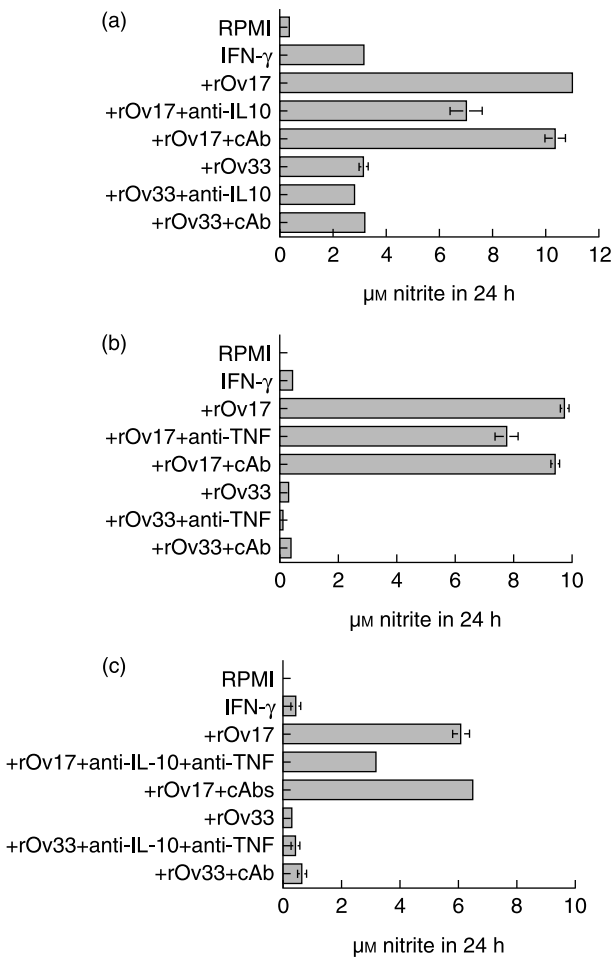 (a)
RPMI
IFN-γ
+rOv17
+rOv17+anti-IL10
+rOv17+cAb
+rOv33
+rOv33+anti-IL10
+rOv33+cAb
0 2 4 6 8 10 12
μM nitrite in 24 h
(b)
RPMI
IFN-γ
+rOv17
+rOv17+anti-TNF
+rOv17+cAb
+rOv33
+rOv33+anti-TNF
+rOv33+cAb
0 2 4 6 8 10
μM nitrite in 24 h
(c)
RPMI
IFN-γ
+rOv17
+rOv17+anti-IL-10+anti-TNF
+rOv17+cAbs
+rOv33
+rOv33+anti-IL-10+anti-TNF
+rOv33+cAb
0 2 4 6 8 10
μM nitrite in 24 h